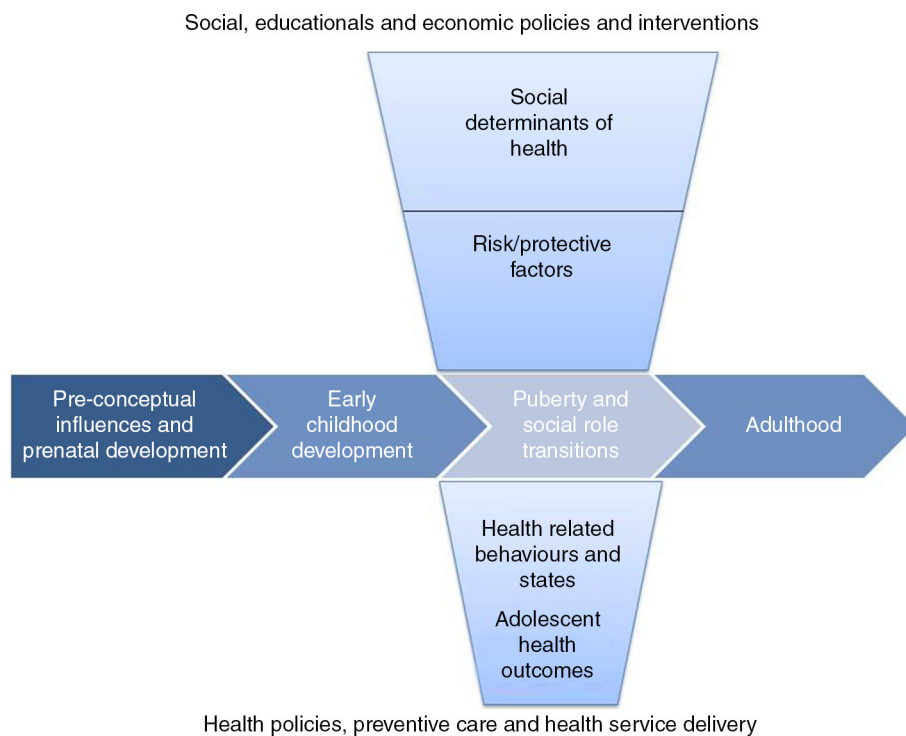 Social, educationals and economic policies and interventions
Social
determinants of
health
Risk/protective
factors
Pre-conceptual
influences and
prenatal development
Early
childhood
development
Puberty and
social role
transitions
Adulthood
Health related
behaviours and
states
Adolescent
health
outcomes
Health policies, preventive care and health service delivery